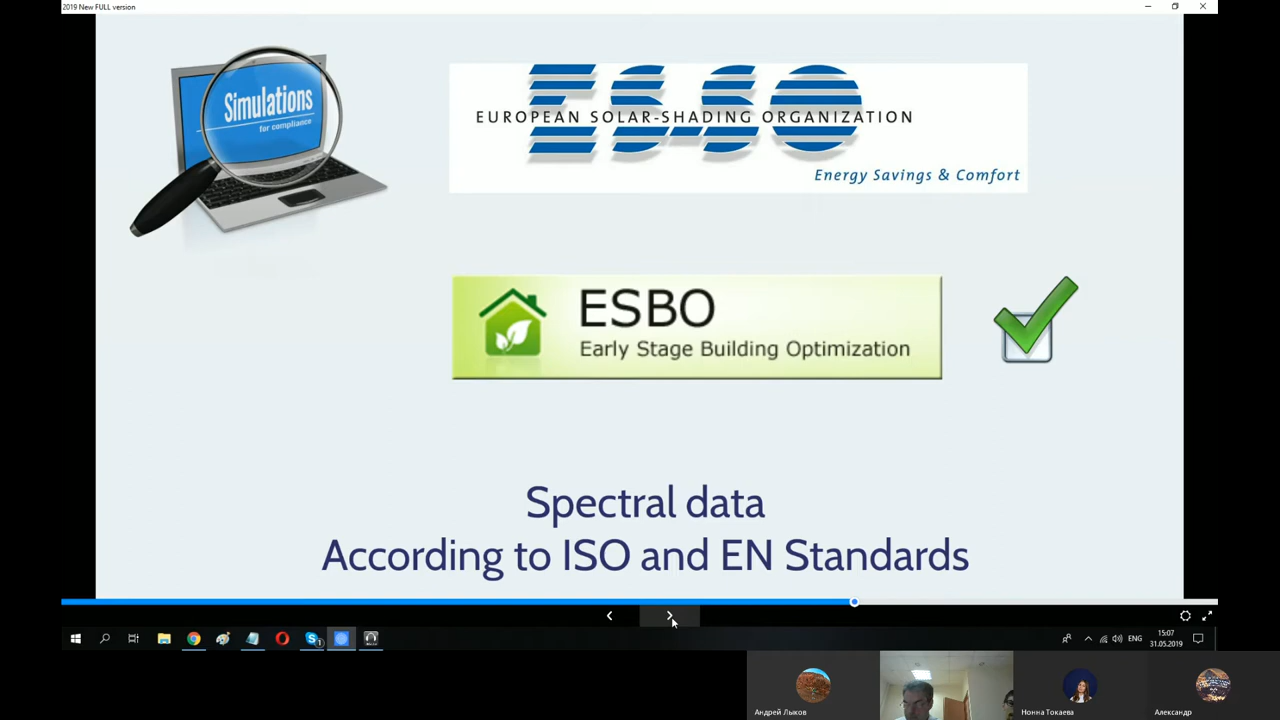 2019 New FULL version
Simulations
for compliance
ES-SO
EUROPEAN SOLAR-SHADING ORGANIZATION
Energy Savings & Comfort
ESBO
Early Stage Building Optimization
Spectral data
According to ISO and EN Standards
ENG
15:07
31.05.2019
Андрей Лыков
Нонна Токаева
Александр